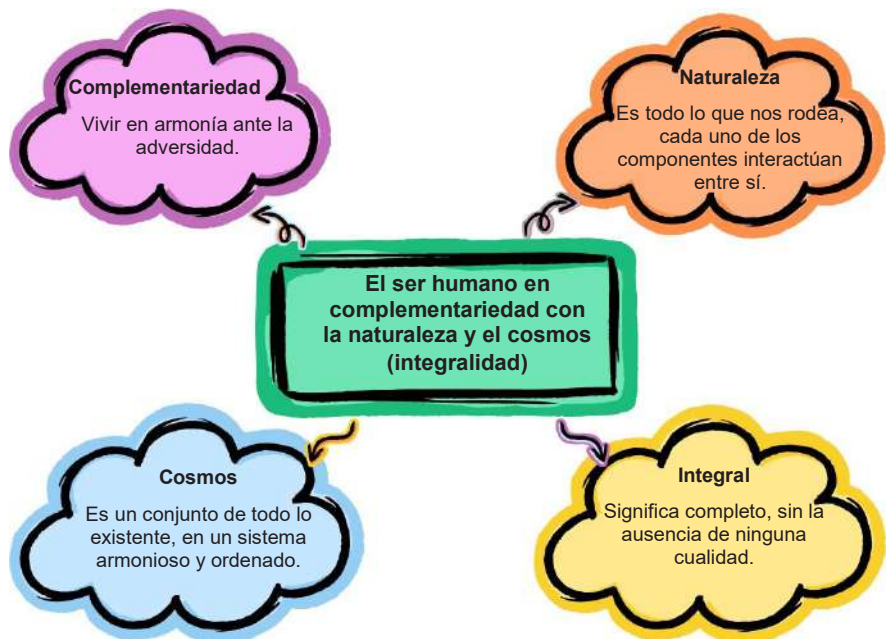 Complementariedad
Vivir en armonía ante la
adversidad.
Naturaleza
Es todo lo que nos rodea,
cada uno de los
componentes interactúan
entre sí.
El ser humano en
complementariedad con
la naturaleza y el cosmos
(integralidad)
Cosmos
Es un conjunto de todo lo
existente, en un sistema
armonioso y ordenado.
Integral
Significa completo, sin la
ausencia de ninguna
cualidad.